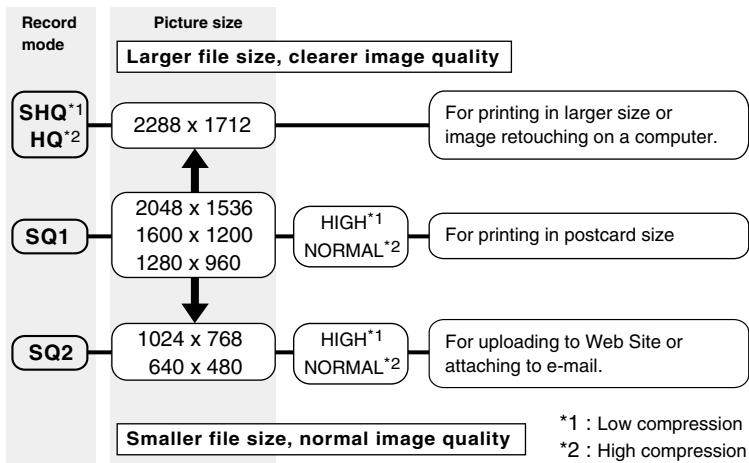 Record mode
Picture size
Larger file size, clearer image quality
SHQ*1
HQ*2
2288 x 1712
For printing in larger size or
image retouching on a computer.
SQ1
2048 x 1536
1600 x 1200
1280 x 960
HIGH*1
NORMAL*2
For printing in postcard size
SQ2
1024 x 768
640 x 480
HIGH*1
NORMAL*2
For uploading to Web Site or
attaching to e-mail.
Smaller file size, normal image quality
*1 : Low compression
*2 : High compression